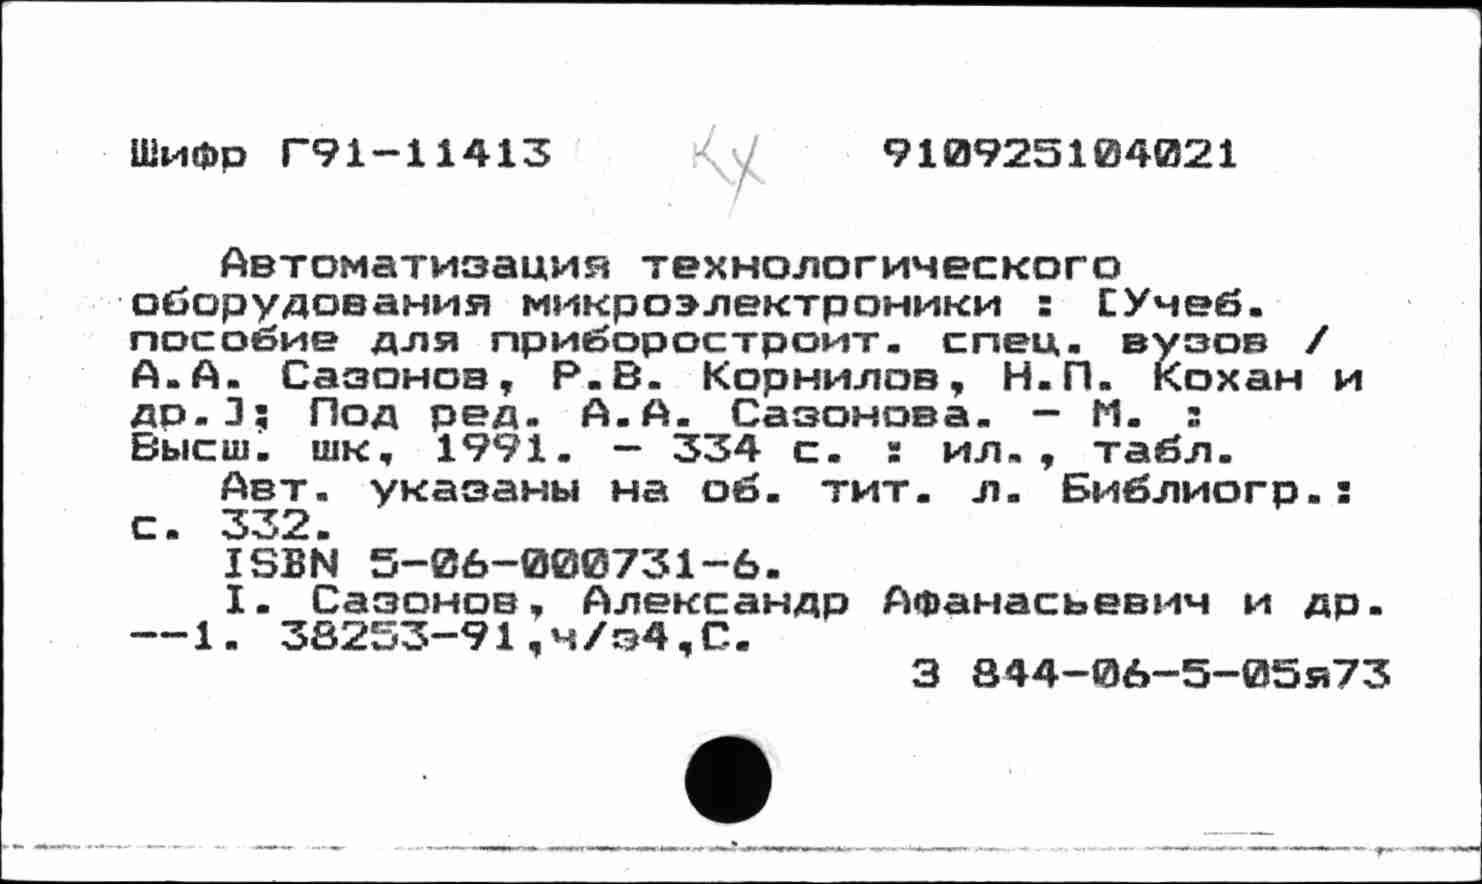 Шифр Г91-11413 Кх 910925104021
Автоматизация технологического
оборудования микроэлектроники : [Учеб.
пособие для приборостроит. спец. вузов /
А.А. Сазонов, Р.В. Корнилов, Н.П. Кохан и
др.]; Под ред. А.А. Сазонова. - М. :
Высш. шк, 1991. - 334 с. : ил., табл.
Авт. указаны на об. тит. л. Библиогр.:
с. 332.
ISBN 5-06-000731-6.
I. Сазонов, Александр Афанасьевич и др.
--1. 38253-91,ч/з4,С.
З 844-06-5-05я73